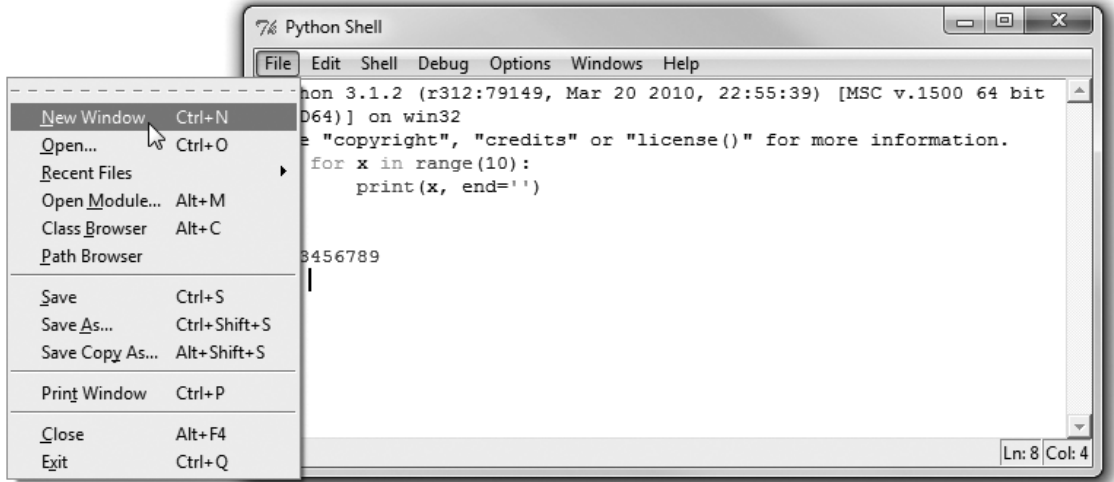 Python Shell
File Edit Shell Debug Options Windows Help
hon 3.1.2 (r312:79149, Mar 20 2010, 22:55:39) [MSC v.1500 64 bit
D64)] on win32
e "copyright", "credits" or "license()" for more information.
for x in range(10):
print(x, end='')
3456789
New Window Ctrl+N
Open... Ctrl+O
Recent Files
Open Module... Alt+M
Class Browser Alt+C
Path Browser
Save Ctrl+S
Save As... Ctrl+Shift+S
Save Copy As... Alt+Shift+S
Print Window Ctrl+P
Close Alt+F4
Exit Ctrl+Q
Ln: 8 Col: 4